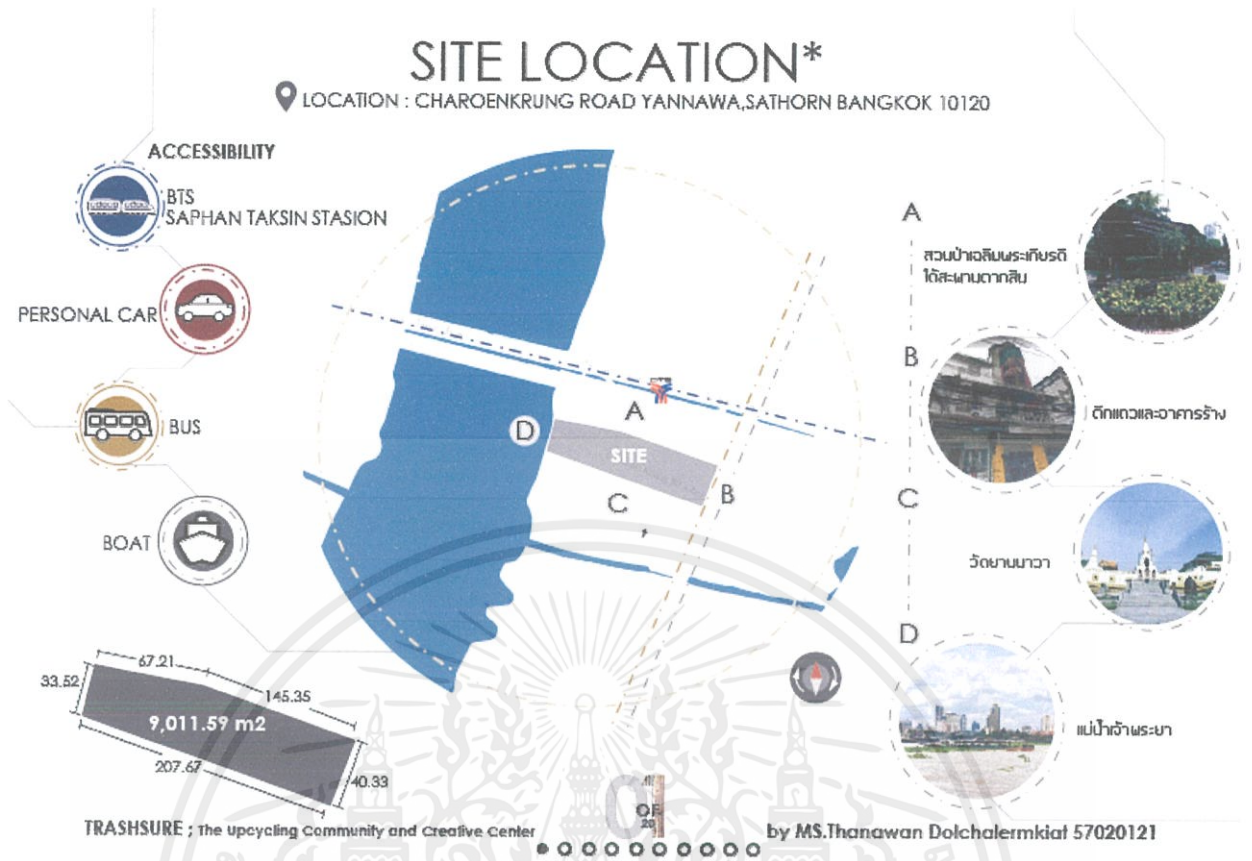 SITE LOCATION*
LOCATION : CHAROENKRUNG ROAD YANNAWA,SATHORN BANGKOK 10120
ACCESSIBILITY
BTS
SAPHAN TAKSIN STASION
PERSONAL CAR
BUS
BOAT
A
SITE
B
C
D
A
สวนป่าเฉลิมพระเกียรติ
ใต้สะพานตากสิน
B
ตึกแถวและอาคารร้าง
C
วัดยานนาวา
D
แม่น้ำเจ้าพระยา
67.21
33.52
145.35
9,011.59 m2
207.67
40.33
TRASHSURE ; The Upcycling Community and Creative Center
01
OF
20
by MS.Thanawan Dolchalermkiat 57020121